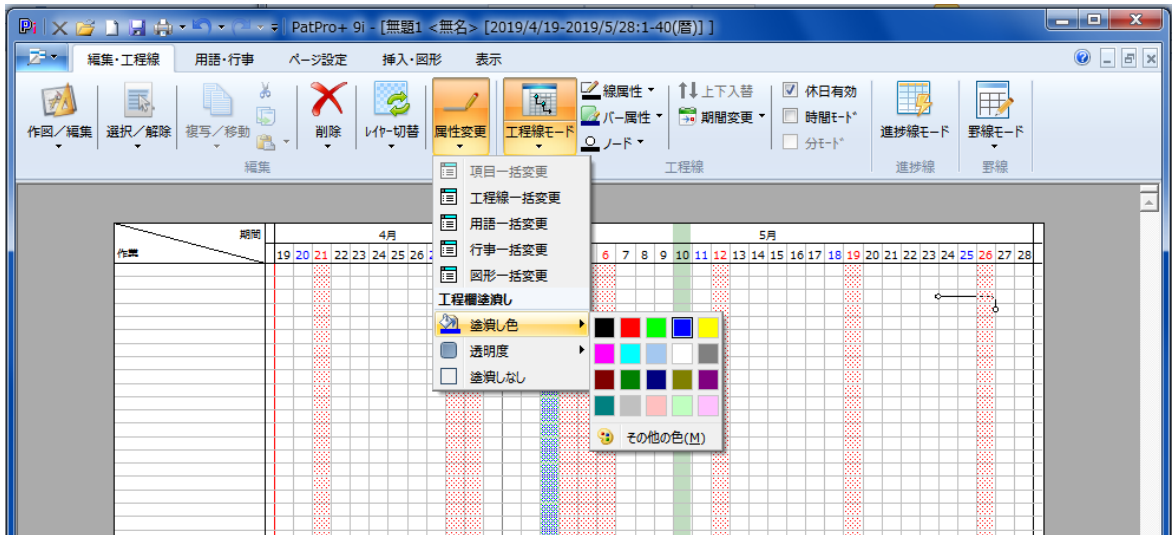 PatPro+ 9i - [無題1 <無名> [2019/4/19-2019/5/28:1-40(暦)] ]
編集・工程線 用語・行事 ページ設定 挿入・図形 表示
作図／編集 選択／解除 複写／移動 削除 ﾚｲﾔｰ切替 属性変更 工程線モード
線属性 上下入替 休日有効
バー属性 期間変更 時間ﾓｰﾄﾞ
ノード 分ﾓｰﾄﾞ
進捗線モード 罫線モード
編集 工程線 進捗線 罫線
項目一括変更
工程線一括変更
用語一括変更
行事一括変更
図形一括変更
工程欄塗潰し
塗潰し色
透明度
塗潰しなし
その他の色(M)
期間 4月 5月
作業 19 20 21 22 23 24 25 26 6 7 8 9 10 11 12 13 14 15 16 17 18 19 20 21 22 23 24 25 26 27 28